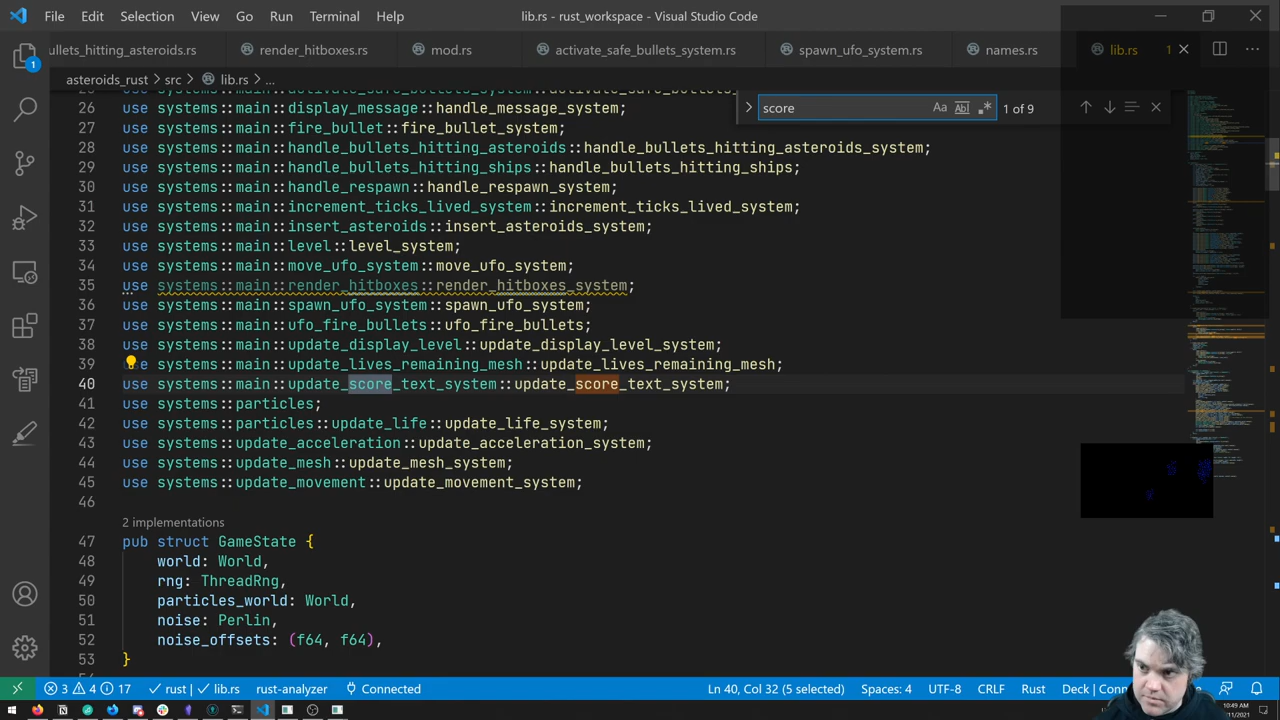 File Edit Selection View Go Run Terminal Help lib.rs - rust_workspace - Visual Studio Code
ullets_hitting_asteroids.rs render_hitboxes.rs mod.rs activate_safe_bullets_system.rs spawn_ufo_system.rs names.rs lib.rs 1
asteroids_rust > src > lib.rs > ...
score Aa Ab 1 of 9
26 use systems::main::display_message::handle_message_system;
27 use systems::main::fire_bullet::fire_bullet_system;
28 use systems::main::handle_bullets_hitting_asteroids::handle_bullets_hitting_asteroids_system;
29 use systems::main::handle_bullets_hitting_ships::handle_bullets_hitting_ships;
30 use systems::main::handle_respawn::handle_respawn_system;
31 use systems::main::increment_ticks_lived_system::increment_ticks_lived_system;
32 use systems::main::insert_asteroids::insert_asteroids_system;
33 use systems::main::level::level_system;
34 use systems::main::move_ufo_system::move_ufo_system;
35 use systems::main::render_hitboxes::render_hitboxes_system;
36 use systems::main::spawn_ufo_system::spawn_ufo_system;
37 use systems::main::ufo_fire_bullets::ufo_fire_bullets;
38 use systems::main::update_display_level::update_display_level_system;
39 use systems::main::update_lives_remaining_mesh::update_lives_remaining_mesh;
40 use systems::main::update_score_text_system::update_score_text_system;
41 use systems::particles;
42 use systems::particles::update_life::update_life_system;
43 use systems::update_acceleration::update_acceleration_system;
44 use systems::update_mesh::update_mesh_system;
45 use systems::update_movement::update_movement_system;
46
2 implementations
47 pub struct GameState {
48 world: World,
49 rng: ThreadRng,
50 particles_world: World,
51 noise: Perlin,
52 noise_offsets: (f64, f64),
53 }
3 4 17 rust | lib.rs rust-analyzer Connected Ln 40, Col 32 (5 selected) Spaces: 4 UTF-8 CRLF Rust Deck | Conn
10:49 AM
/11/2021